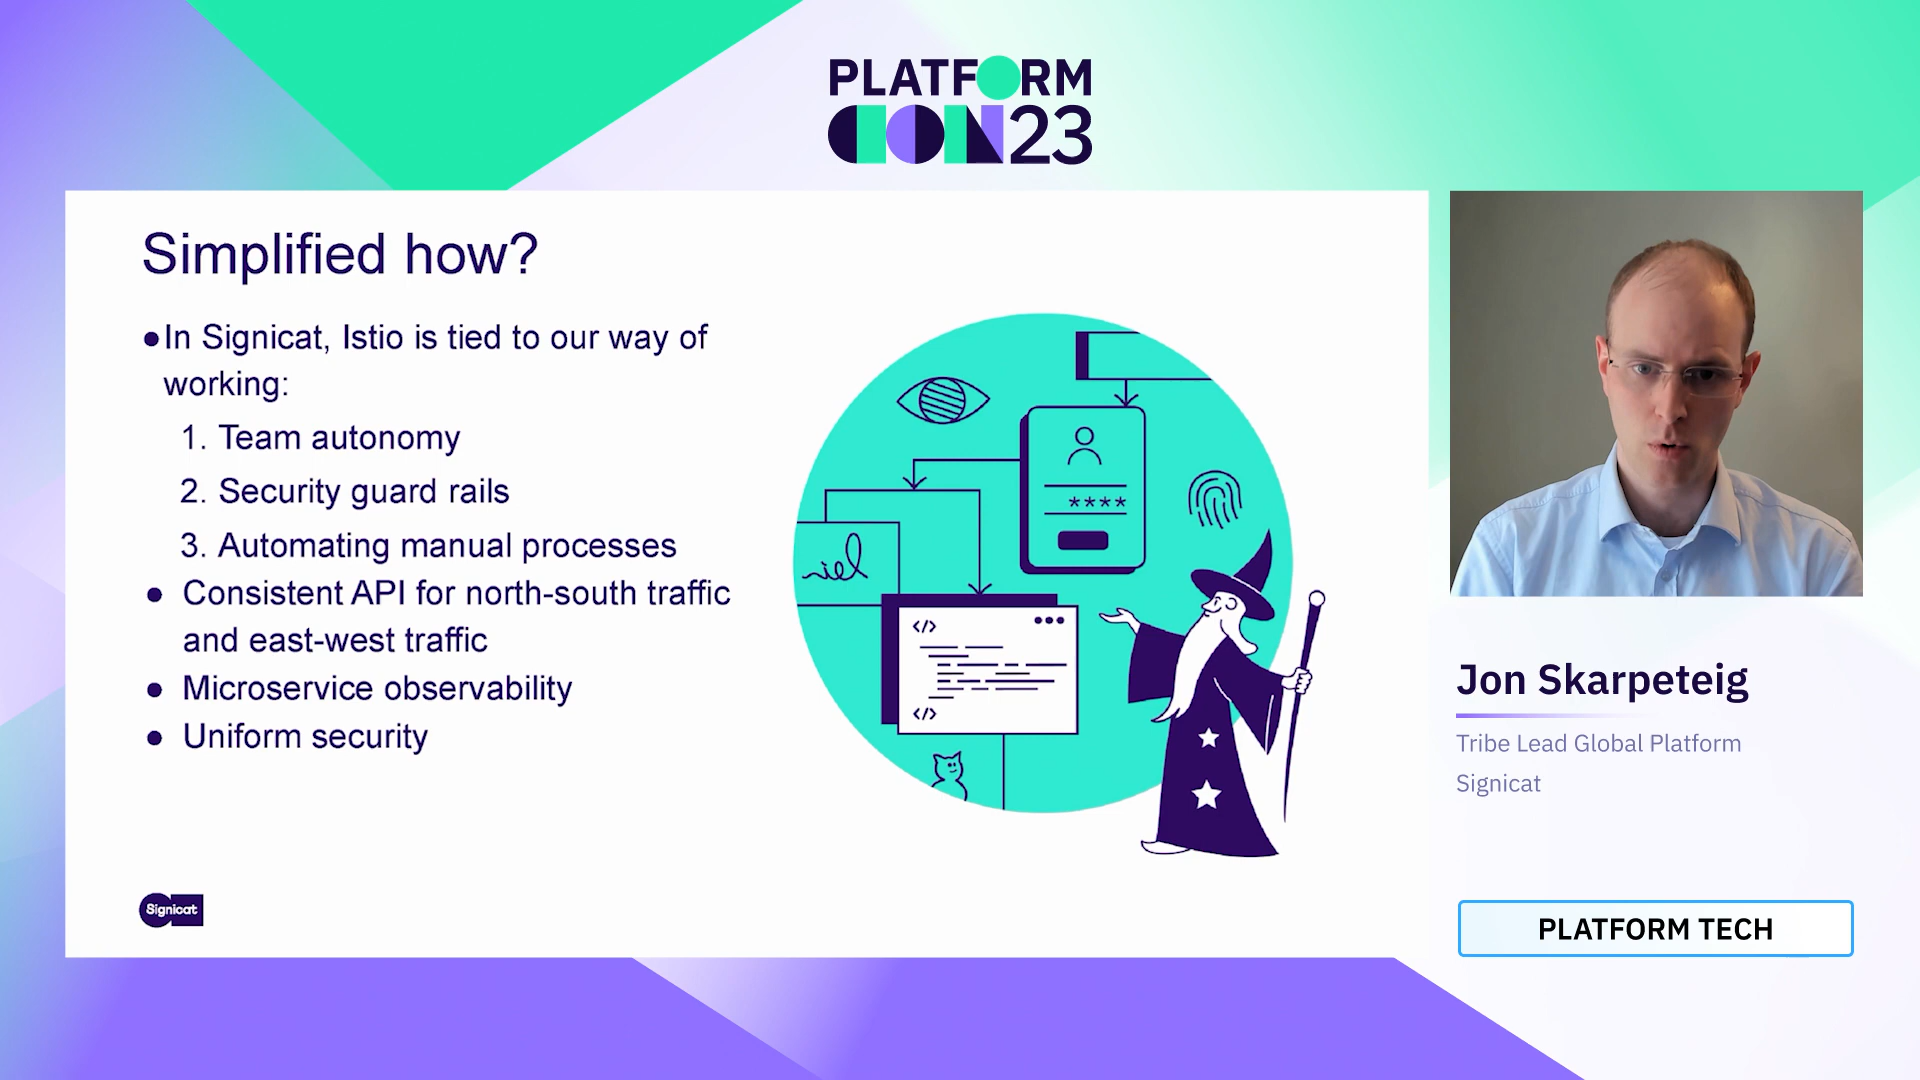 PLATFORM
CON23
Simplified how?
●In Signicat, Istio is tied to our way of
working:
1. Team autonomy
2. Security guard rails
3. Automating manual processes
● Consistent API for north-south traffic
and east-west traffic
● Microservice observability
● Uniform security
****
</>
</>
Signicat
Jon Skarpeteig
Tribe Lead Global Platform
Signicat
PLATFORM TECH